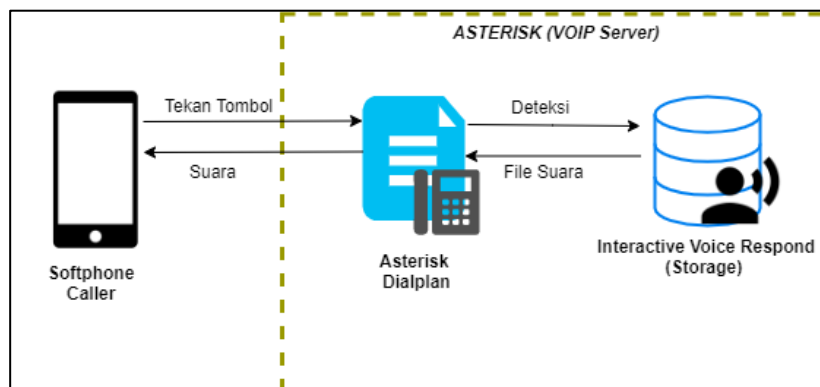 ASTERISK (VOIP Server)
Tekan Tombol
Deteksi
Suara
File Suara
Softphone
Caller
Asterisk
Dialplan
Interactive Voice Respond
(Storage)